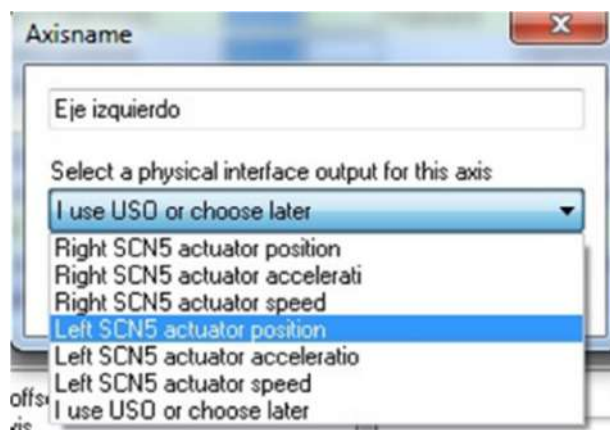 Axisname
Eje izquierdo
Select a physical interface output for this axis
I use USO or choose later
Right SCN5 actuator position
Right SCN5 actuator accelerati
Right SCN5 actuator speed
Left SCN5 actuator position
Left SCN5 actuator acceleratio
Left SCN5 actuator speed
I use USO or choose later
offs